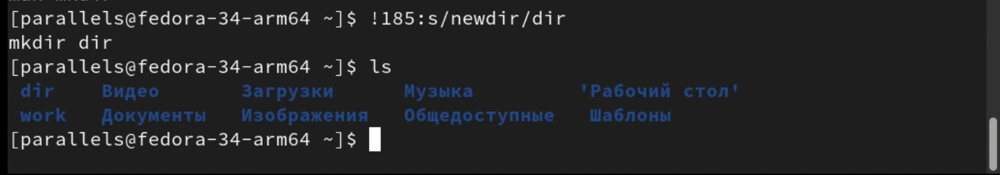 [parallels@fedora-34-arm64 ~]$ !185:s/newdir/dir
mkdir dir
[parallels@fedora-34-arm64 ~]$ ls
dir Видео Загрузки Музыка 'Рабочий стол'
work Документы Изображения Общедоступные Шаблоны
[parallels@fedora-34-arm64 ~]$